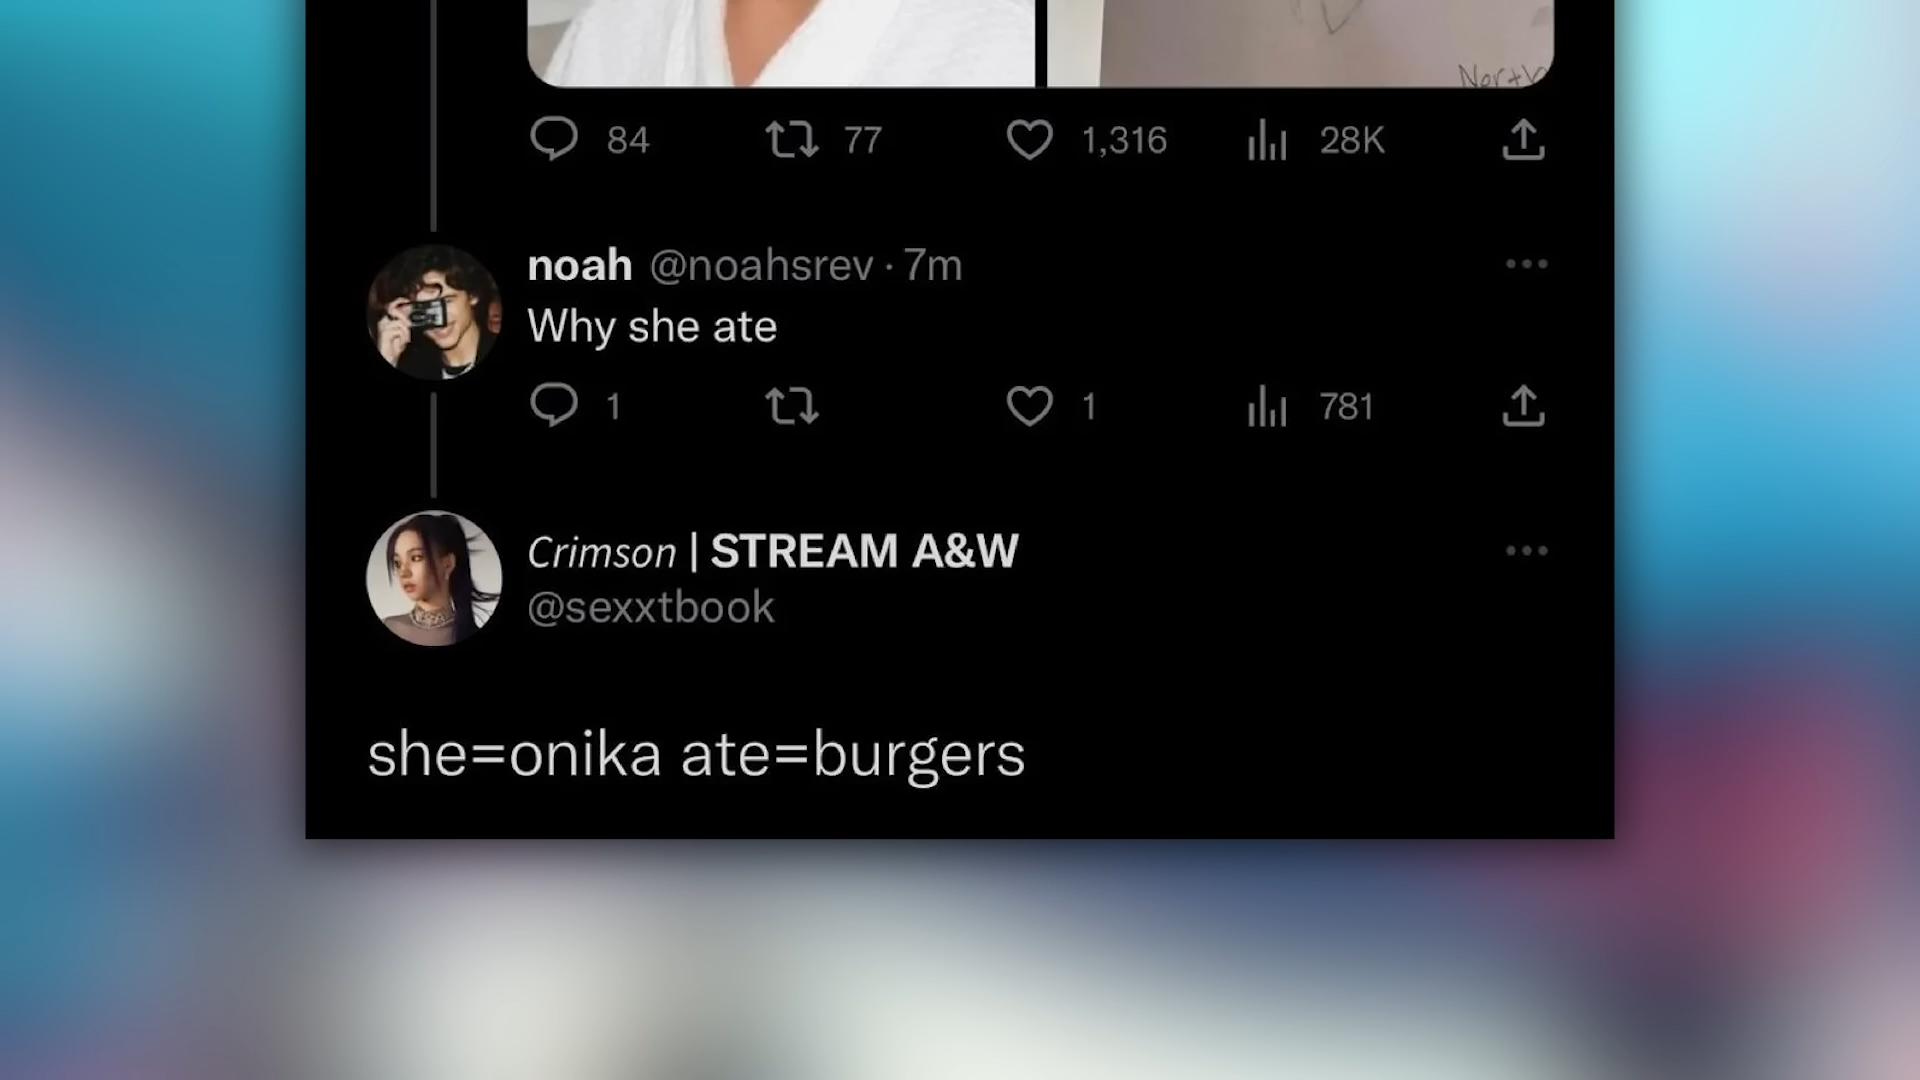 North
84 77 1,316 28K
noah @noahsrev · 7m
Why she ate
1 1 781
Crimson | STREAM A&W
@sexxtbook
she=onika ate=burgers